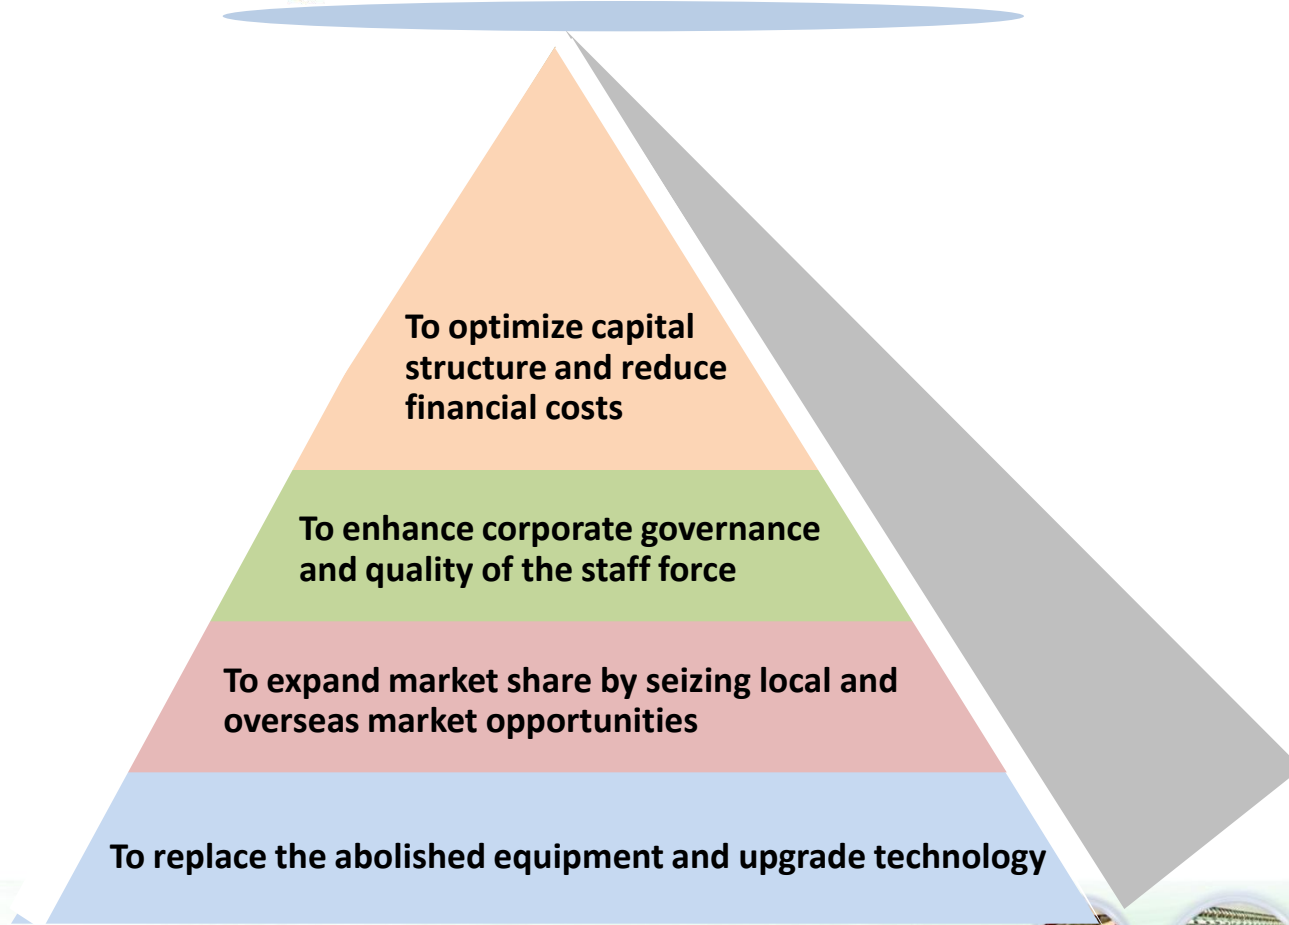 To optimize capital
structure and reduce
financial costs
To enhance corporate governance
and quality of the staff force
To expand market share by seizing local and
overseas market opportunities
To replace the abolished equipment and upgrade technology